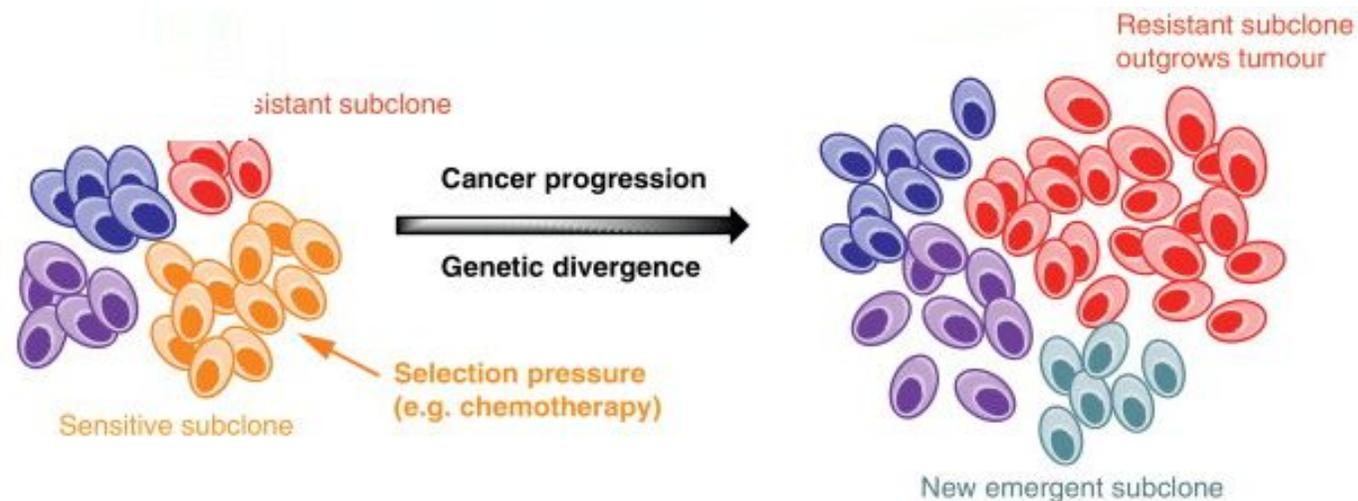 Resistant subclone
outgrows tumour
sistant subclone
Cancer progression
Genetic divergence
Selection pressure
(e.g. chemotherapy)
Sensitive subclone
New emergent subclone